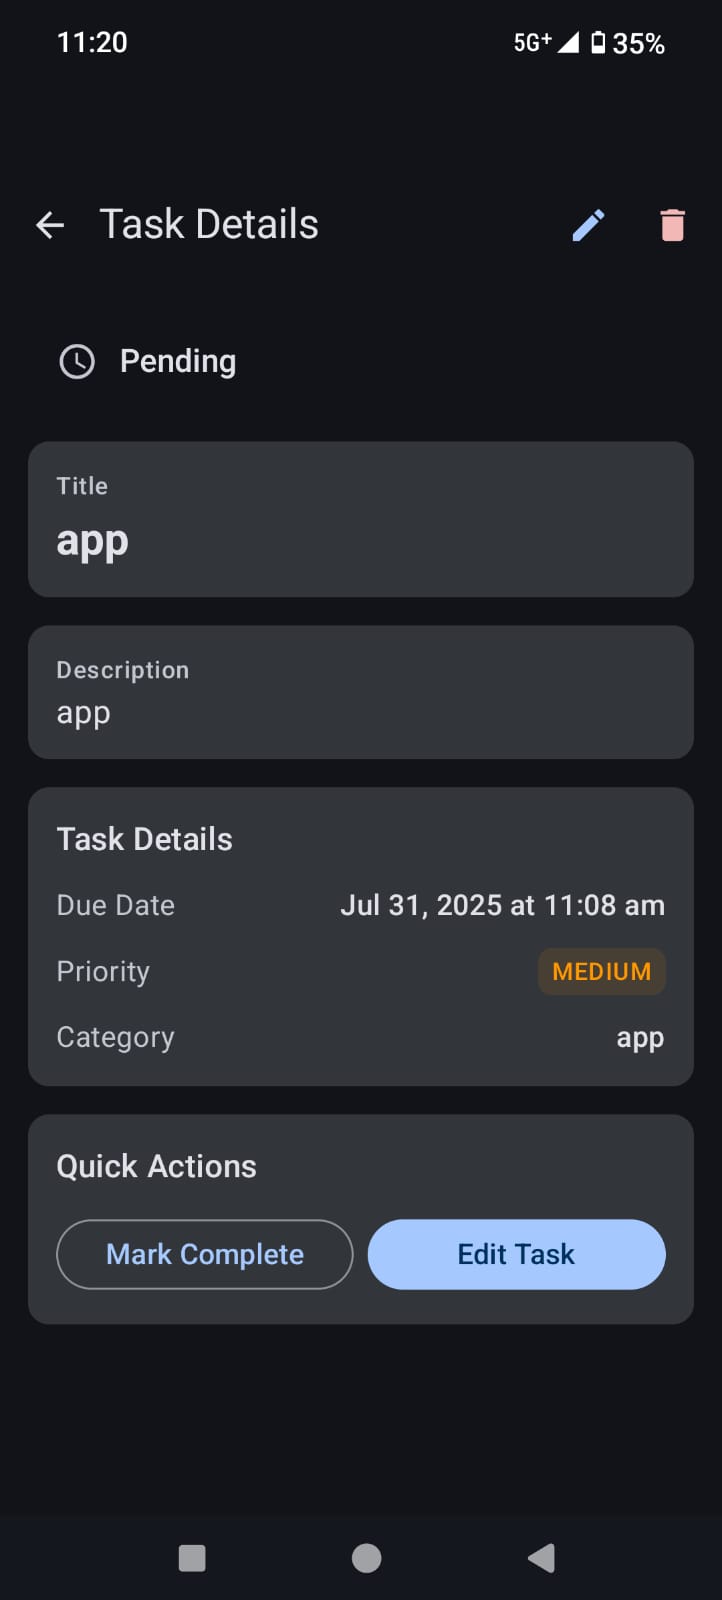 11:20 5G+ 35%
Task Details
Pending
Title
app
Description
app
Task Details
Due Date Jul 31, 2025 at 11:08 am
Priority MEDIUM
Category app
Quick Actions
Mark Complete Edit Task